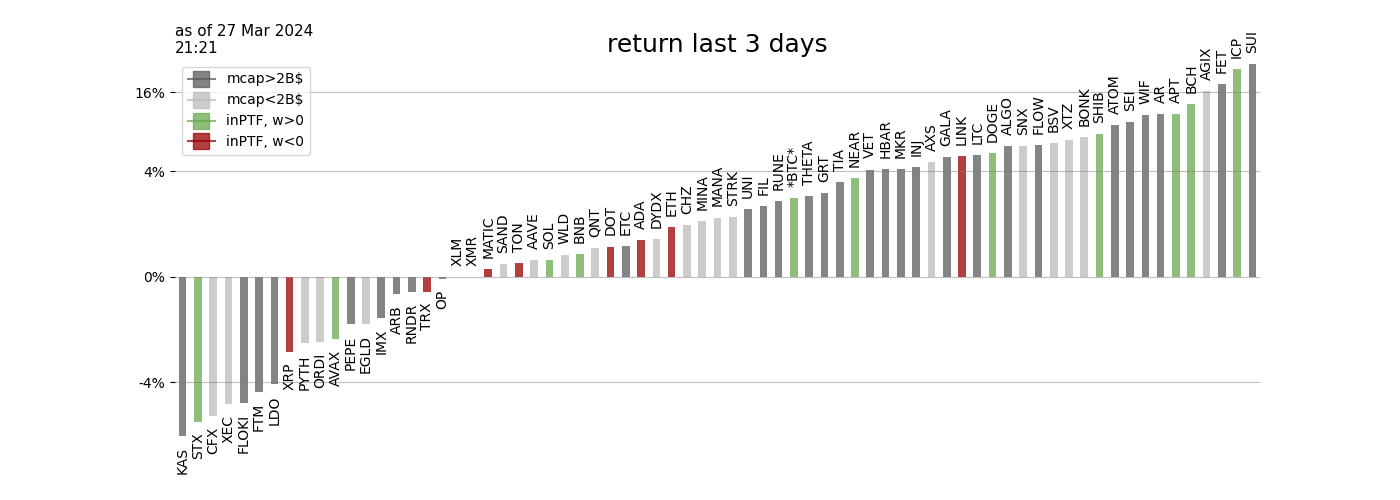 as of 27 Mar 2024
21:21
return last 3 days
mcap>2B$
mcap<2B$
inPTF, w>0
inPTF, w<0
16%
4%
0%
-4%
KAS
STX
CFX
XEC
FLOKI
FTM
LDO
XRP
PYTH
ORDI
AVAX
PEPE
EGLD
IMX
ARB
RNDR
TRX
OP
XLM
XMR
MATIC
SAND
TON
AAVE
SOL
WLD
BNB
QNT
DOT
ETC
ADA
DYDX
ETH
CHZ
MINA
MANA
STRK
UNI
FIL
RUNE
*BTC*
THETA
GRT
TIA
NEAR
VET
HBAR
MKR
INJ
AXS
GALA
LINK
LTC
DOGE
ALGO
SNX
FLOW
BSV
XTZ
BONK
SHIB
ATOM
SEI
WIF
AR
APT
BCH
AGIX
FET
ICP
SUI